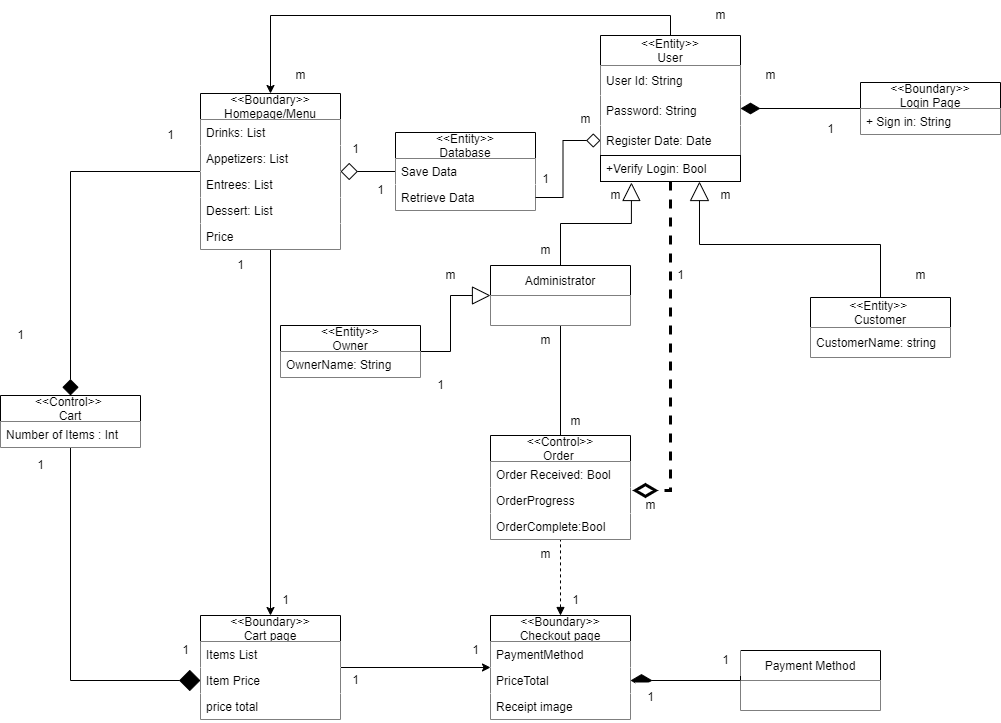 m
<<Entity>>
User
User Id: String
Password: String
Register Date: Date
+Verify Login: Bool
m
m
<<Boundary>>
Login Page
+ Sign in: String
1
m
<<Boundary>>
Homepage/Menu
Drinks: List
Appetizers: List
Entrees: List
Dessert: List
Price
1
1
<<Entity>>
Database
Save Data
Retrieve Data
1
1
m
m
m
m
1
m
Administrator
m
<<Entity>>
Customer
CustomerName: string
1
<<Entity>>
Owner
OwnerName: String
1
m
1
<<Control>>
Cart
Number of Items : Int
1
m
<<Control>>
Order
Order Received: Bool
OrderProgress
OrderComplete:Bool
m
m
1
1
<<Boundary>>
Cart page
Items List
Item Price
price total
1
1
1
<<Boundary>>
Checkout page
PaymentMethod
PriceTotal
Receipt image
1
1
Payment Method